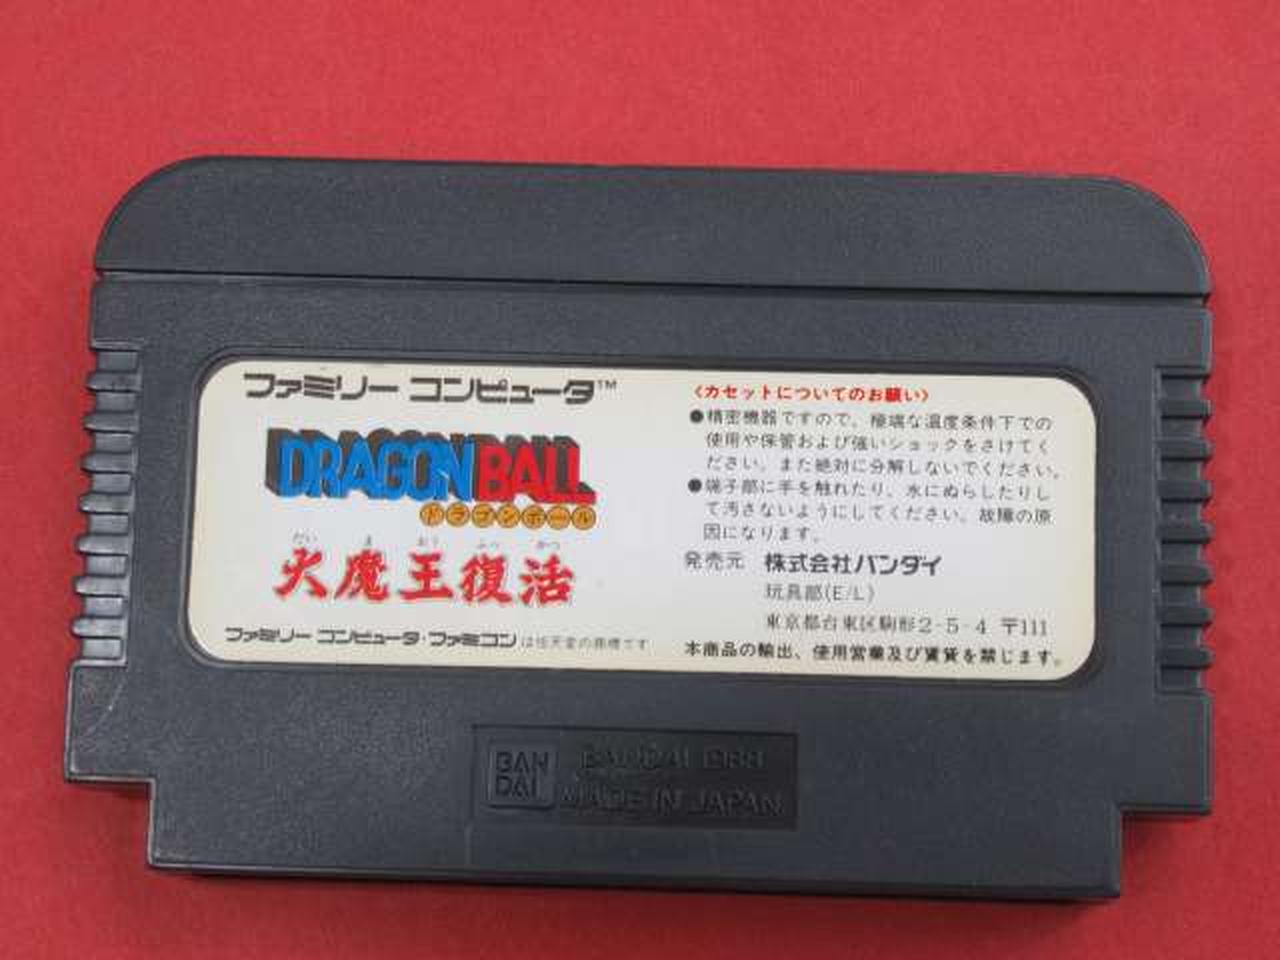 ファミリー コンピュータ™
DRAGON BALL
ドラゴンボール
だい ま おう ふっ かつ
大魔王復活
ファミリー コンピュータ・ファミコンは任天堂の商標です
〈カセットについてのお願い〉
●精密機器ですので、極端な温度条件下での
使用や保管および強いショックをさけてく
ださい。また絶対に分解しないでください。
●端子部に手を触れたり、水にぬらしたりし
て汚さないようにしてください。故障の原
因になります。
発売元 株式会社バンダイ
玩具部(E/L)
東京都台東区駒形2-5-4 〒111
本商品の輸出、使用営業及び賃貸を禁じます。
BAN
DAI
BANDAI 1988
MADE IN JAPAN